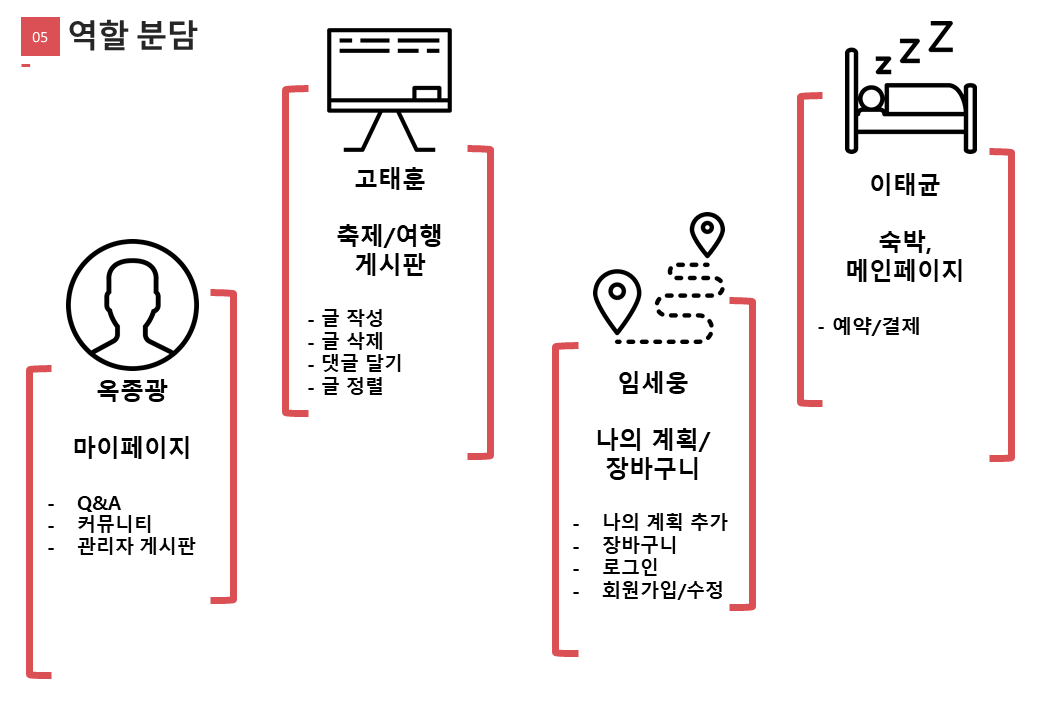 05
역할 분담
옥종광
마이페이지
- Q&A
- 커뮤니티
- 관리자 게시판
고태훈
축제/여행
게시판
- 글 작성
- 글 삭제
- 댓글 달기
- 글 정렬
임세웅
나의 계획/
장바구니
- 나의 계획 추가
- 장바구니
- 로그인
- 회원가입/수정
z Z Z
이태균
숙박,
메인페이지
- 예약/결제